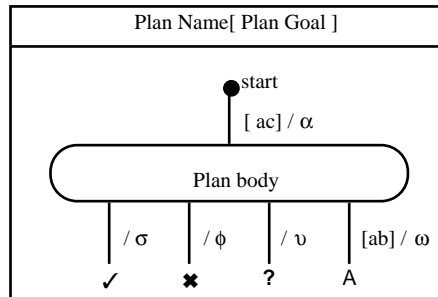 Plan Name[ Plan Goal ]
start
[ ac] / α
Plan body
/ σ / ϕ / υ [ab] / ω
✓ ✖ ? A